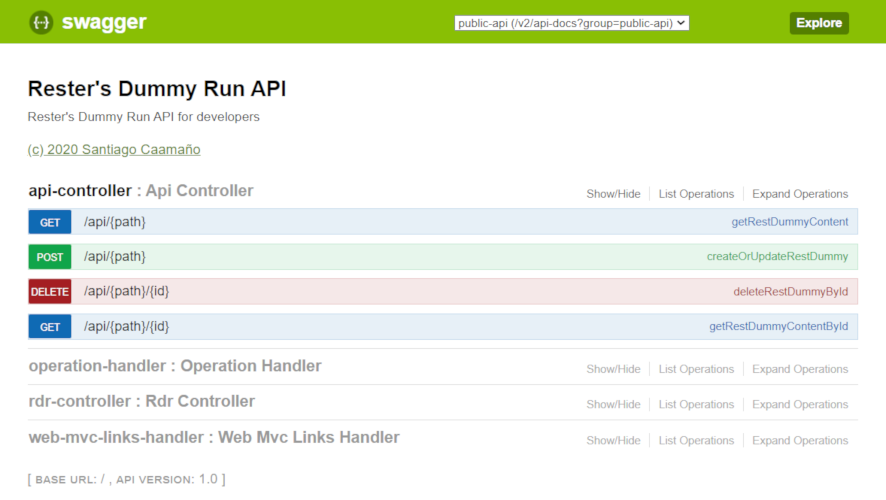 swagger public-api (/v2/api-docs?group=public-api) Explore
Rester's Dummy Run API
Rester's Dummy Run API for developers
(c) 2020 Santiago Caamaño
api-controller : Api Controller Show/Hide List Operations Expand Operations
GET /api/{path} getRestDummyContent
POST /api/{path} createOrUpdateRestDummy
DELETE /api/{path}/{id} deleteRestDummyById
GET /api/{path}/{id} getRestDummyContentById
operation-handler : Operation Handler Show/Hide List Operations Expand Operations
rdr-controller : Rdr Controller Show/Hide List Operations Expand Operations
web-mvc-links-handler : Web Mvc Links Handler Show/Hide List Operations Expand Operations
[ BASE URL: / , API VERSION: 1.0 ]